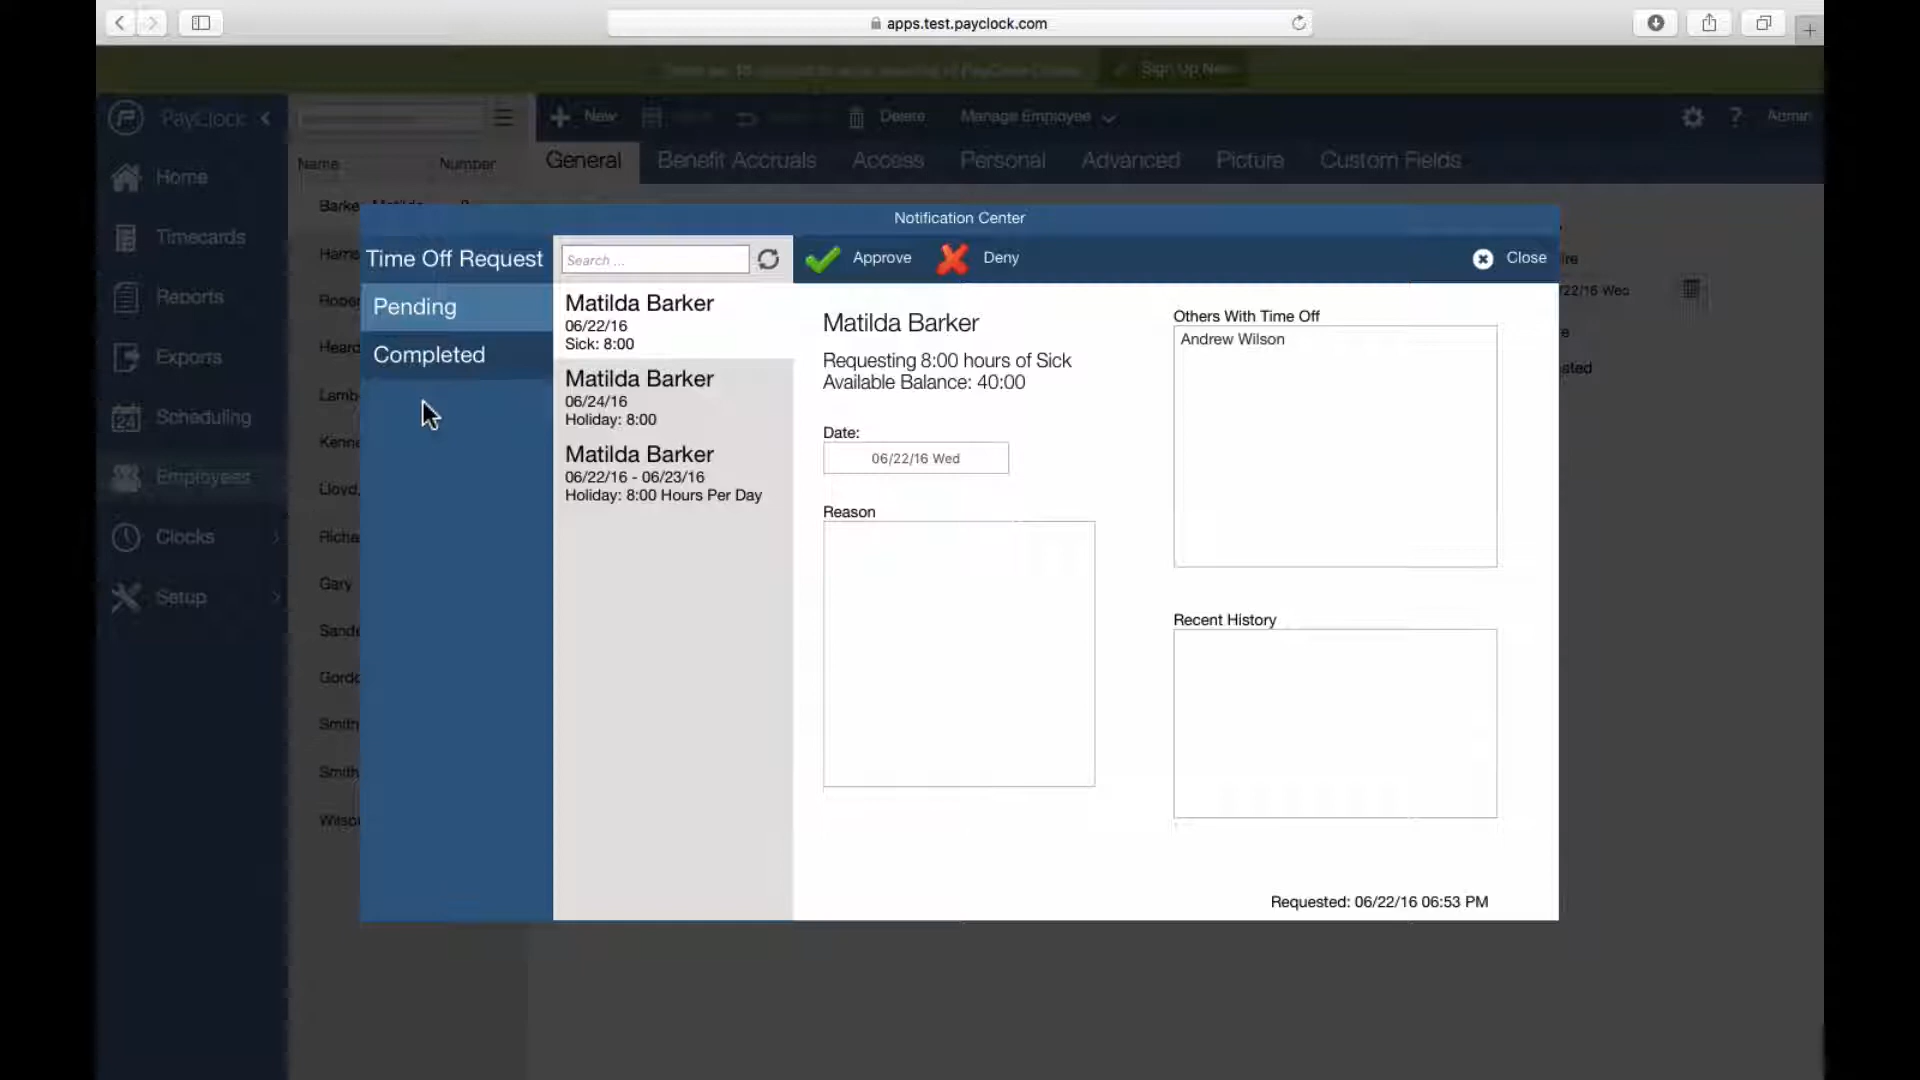 apps.test.payclock.com
Sign Up Now
PayClock
New
Delete
Manage Employee
Admin
Name
Number
General
Benefit Accruals
Access
Personal
Advanced
Picture
Custom Fields
Home
Timecards
Reports
Exports
24
Scheduling
Employees
Clocks
Setup
Gary
Smith
Smith
Notification Center
Time Off Request
Search ...
Approve
Deny
Close
Pending
Completed
Matilda Barker
06/22/16
Sick: 8:00
Matilda Barker
06/24/16
Holiday: 8:00
Matilda Barker
06/22/16 - 06/23/16
Holiday: 8:00 Hours Per Day
Matilda Barker
Requesting 8:00 hours of Sick
Available Balance: 40:00
Date:
06/22/16 Wed
Reason
Others With Time Off
Andrew Wilson
Recent History
Requested: 06/22/16 06:53 PM